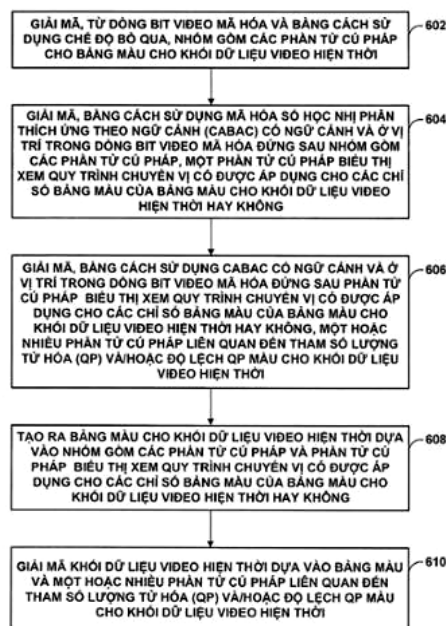 GIẢI MÃ, TỪ DÒNG BIT VIDEO MÃ HÓA VÀ BẰNG CÁCH SỬ
DỤNG CHẾ ĐỘ BỎ QUA, NHÓM GỒM CÁC PHẦN TỬ CÚ PHÁP
CHO BẢNG MÀU CHO KHỐI DỮ LIỆU VIDEO HIỆN THỜI
602
GIẢI MÃ, BẰNG CÁCH SỬ DỤNG MÃ HÓA SỐ HỌC NHỊ PHÂN
THÍCH ỨNG THEO NGỮ CẢNH (CABAC) CÓ NGỮ CẢNH VÀ Ở VỊ
TRÍ TRONG DÒNG BIT VIDEO MÃ HÓA ĐỨNG SAU NHÓM GỒM
CÁC PHẦN TỬ CÚ PHÁP, MỘT PHẦN TỬ CÚ PHÁP BIỂU THỊ
XEM QUY TRÌNH CHUYỂN VỊ CÓ ĐƯỢC ÁP DỤNG CHO CÁC CHỈ
SỐ BẢNG MÀU CỦA BẢNG MÀU CHO KHỐI DỮ LIỆU VIDEO
HIỆN THỜI HAY KHÔNG
604
GIẢI MÃ, BẰNG CÁCH SỬ DỤNG CABAC CÓ NGỮ CẢNH VÀ Ở
VỊ TRÍ TRONG DÒNG BIT VIDEO MÃ HÓA ĐỨNG SAU PHẦN TỬ
CÚ PHÁP BIỂU THỊ XEM QUY TRÌNH CHUYỂN VỊ CÓ ĐƯỢC ÁP
DỤNG CHO CÁC CHỈ SỐ BẢNG MÀU CỦA BẢNG MÀU CHO
KHỐI DỮ LIỆU VIDEO HIỆN THỜI HAY KHÔNG, MỘT HOẶC
NHIỀU PHẦN TỬ CÚ PHÁP LIÊN QUAN ĐẾN THAM SỐ LƯỢNG
TỬ HÓA (QP) VÀ/HOẶC ĐỘ LỆCH QP MÀU CHO KHỐI DỮ LIỆU
VIDEO HIỆN THỜI
606
TẠO RA BẢNG MÀU CHO KHỐI DỮ LIỆU VIDEO HIỆN THỜI DỰA
VÀO NHÓM GỒM CÁC PHẦN TỬ CÚ PHÁP VÀ PHẦN TỬ CÚ
PHÁP BIỂU THỊ XEM QUY TRÌNH CHUYỂN VỊ CÓ ĐƯỢC ÁP
DỤNG CHO CÁC CHỈ SỐ BẢNG MÀU CỦA BẢNG MÀU CHO
KHỐI DỮ LIỆU VIDEO HIỆN THỜI HAY KHÔNG
608
GIẢI MÃ KHỐI DỮ LIỆU VIDEO HIỆN THỜI DỰA VÀO BẢNG MÀU
VÀ MỘT HOẶC NHIỀU PHẦN TỬ CÚ PHÁP LIÊN QUAN ĐẾN
THAM SỐ LƯỢNG TỬ HÓA (QP) VÀ/HOẶC ĐỘ LỆCH QP MÀU
CHO KHỐI DỮ LIỆU VIDEO HIỆN THỜI
610